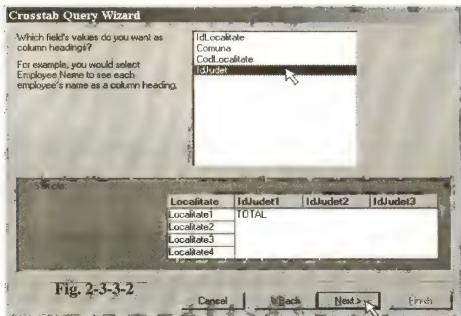 Crosstab Query Wizard
Which field's values do you want as
column headings?
For example, you would select
Employee Name to see each
employee's name as a column heading.
IdLocalitate
Comuna
CodLocalitate
IdJudet
Sample:
Localitate IdJudet1 IdJudet2 IdJudet3
Localitate1 TOTAL
Localitate2
Localitate3
Localitate4
Fig. 2-3-3-2
Cancel < Back Next > Finish